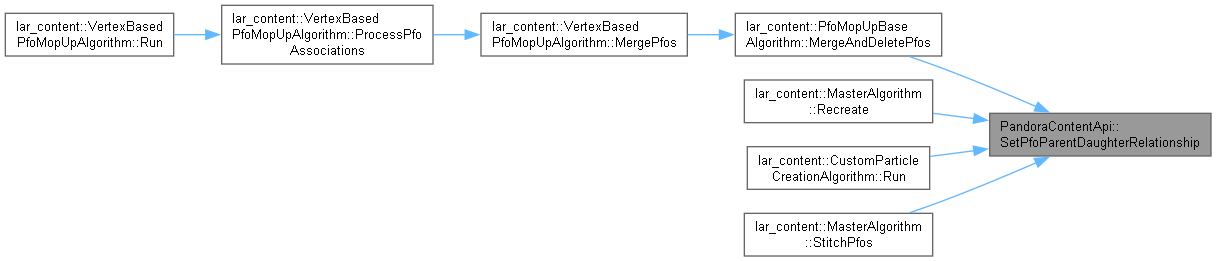 lar_content::VertexBased
PfoMopUpAlgorithm::Run
lar_content::VertexBased
PfoMopUpAlgorithm::ProcessPfo
Associations
lar_content::VertexBased
PfoMopUpAlgorithm::MergePfos
lar_content::PfoMopUpBase
Algorithm::MergeAndDeletePfos
lar_content::MasterAlgorithm
::Recreate
PandoraContentApi::
SetPfoParentDaughterRelationship
lar_content::CustomParticle
CreationAlgorithm::Run
lar_content::MasterAlgorithm
::StitchPfos